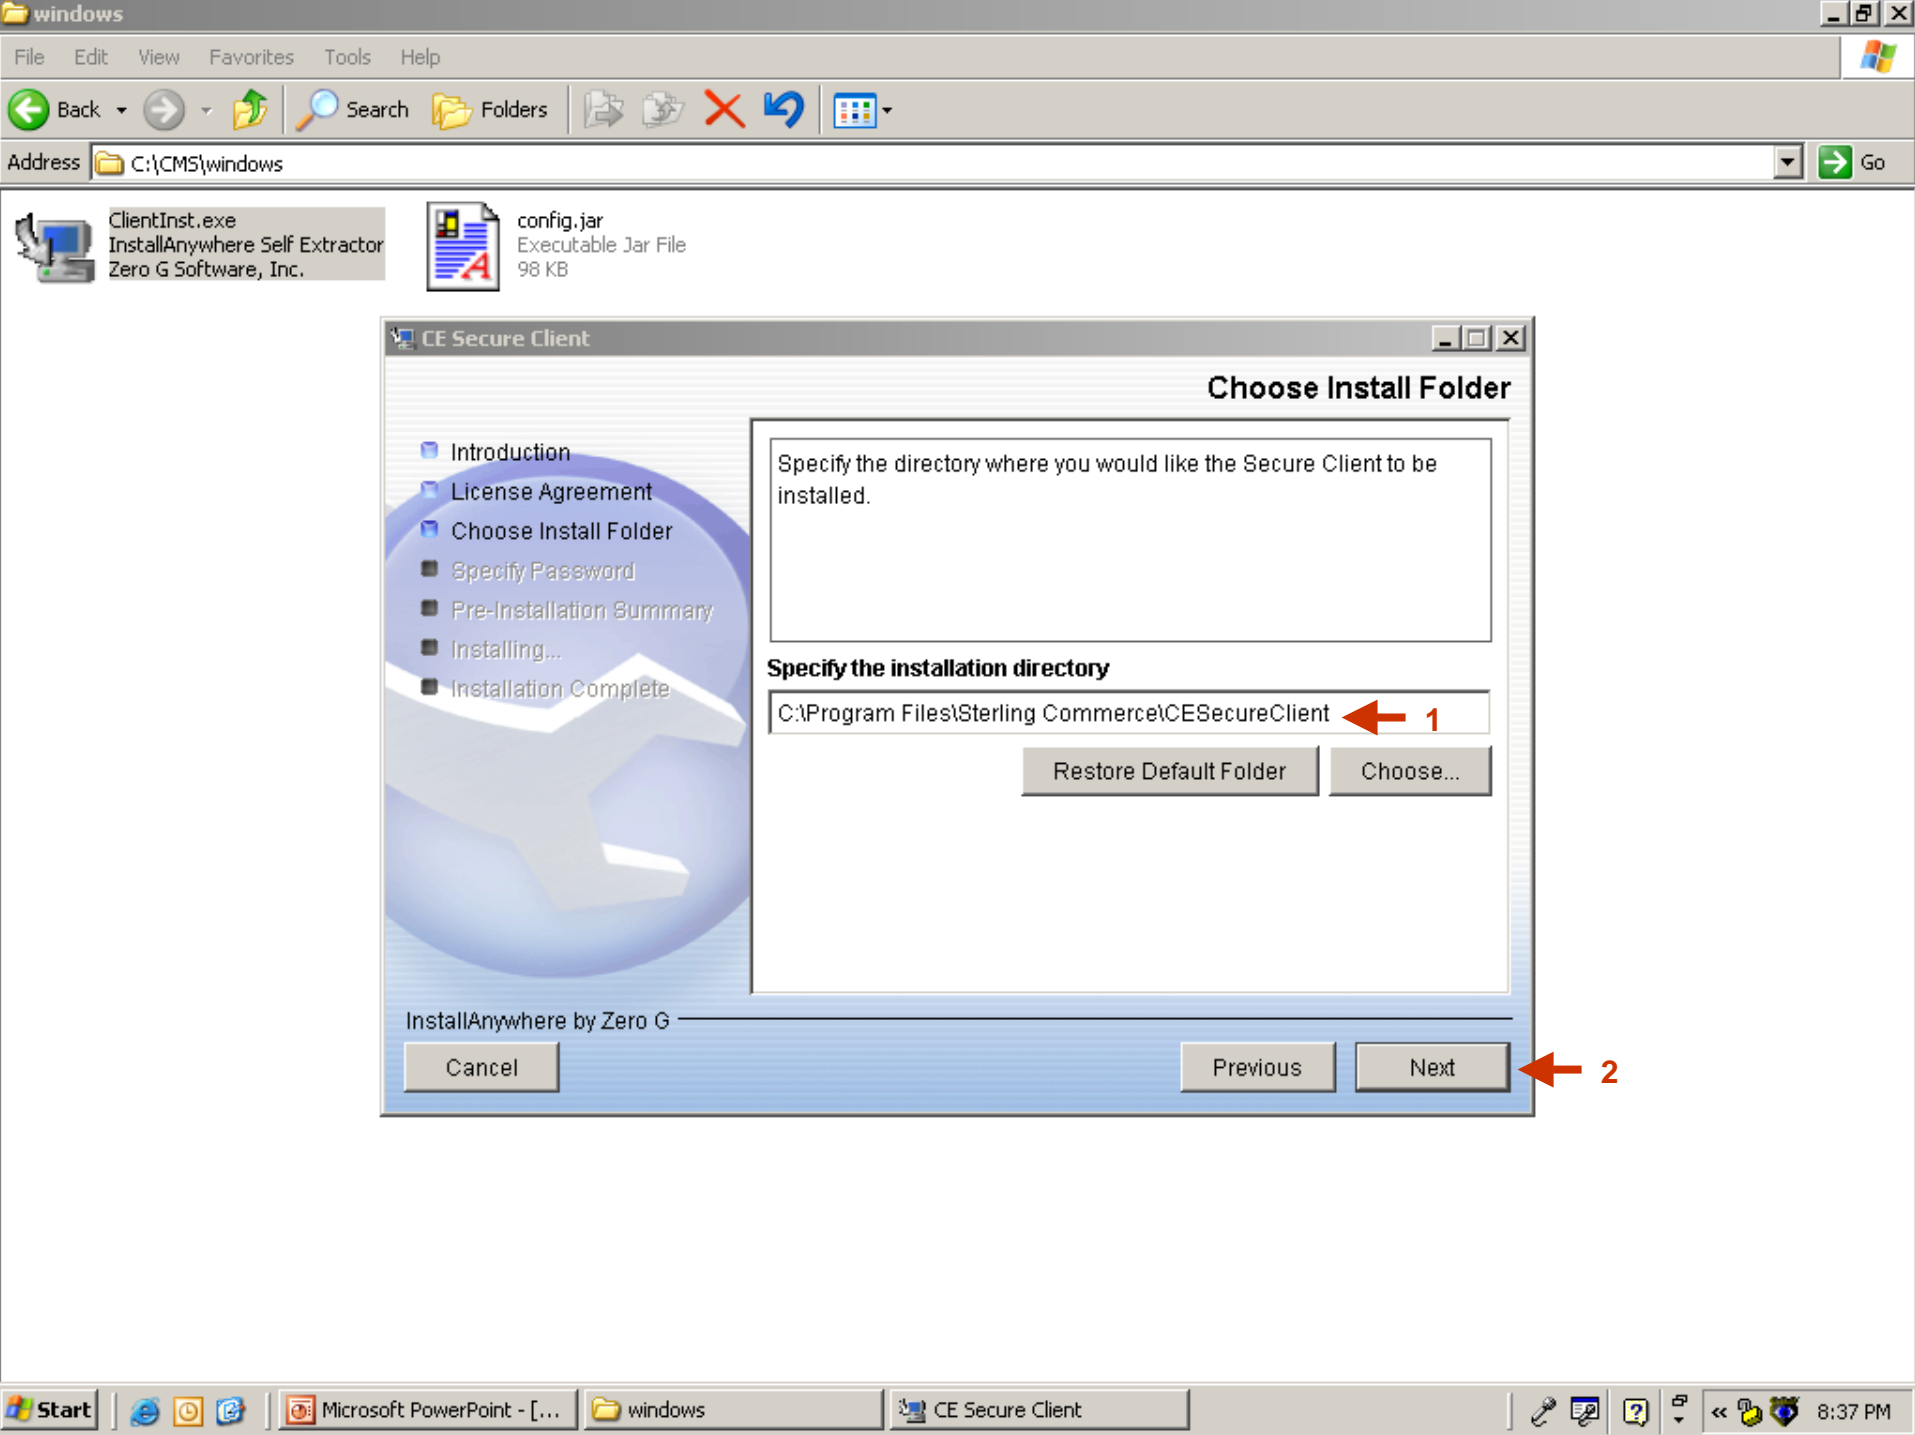 windows
File Edit View Favorites Tools Help
Back Search Folders
Address C:\CMS\windows Go
ClientInst.exe
InstallAnywhere Self Extractor
Zero G Software, Inc.
config.jar
Executable Jar File
98 KB
CE Secure Client
Choose Install Folder
Introduction
License Agreement
Choose Install Folder
Specify Password
Pre-Installation Summary
Installing...
Installation Complete
Specify the directory where you would like the Secure Client to be
installed.
Specify the installation directory
C:\Program Files\Sterling Commerce\CESecureClient 1
Restore Default Folder Choose...
InstallAnywhere by Zero G
Cancel Previous Next 2
Start Microsoft PowerPoint - [... windows CE Secure Client « 8:37 PM